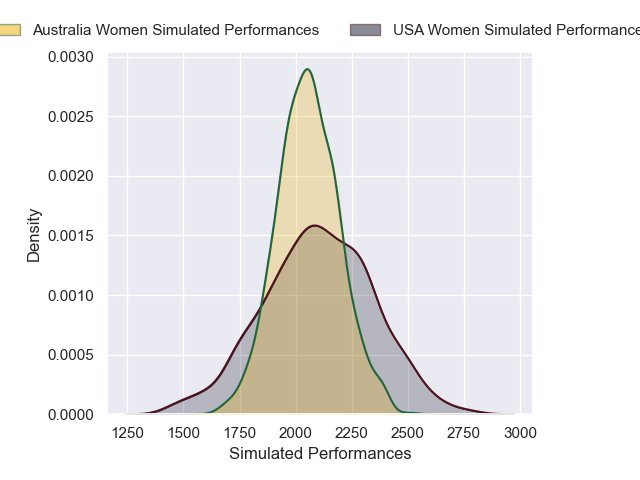 Australia Women Simulated Performances USA Women Simulated Performance
0.0030
0.0025
0.0020
0.0015
0.0010
0.0005
0.0000
Density
1250 1500 1750 2000 2250 2500 2750 3000
Simulated Performances